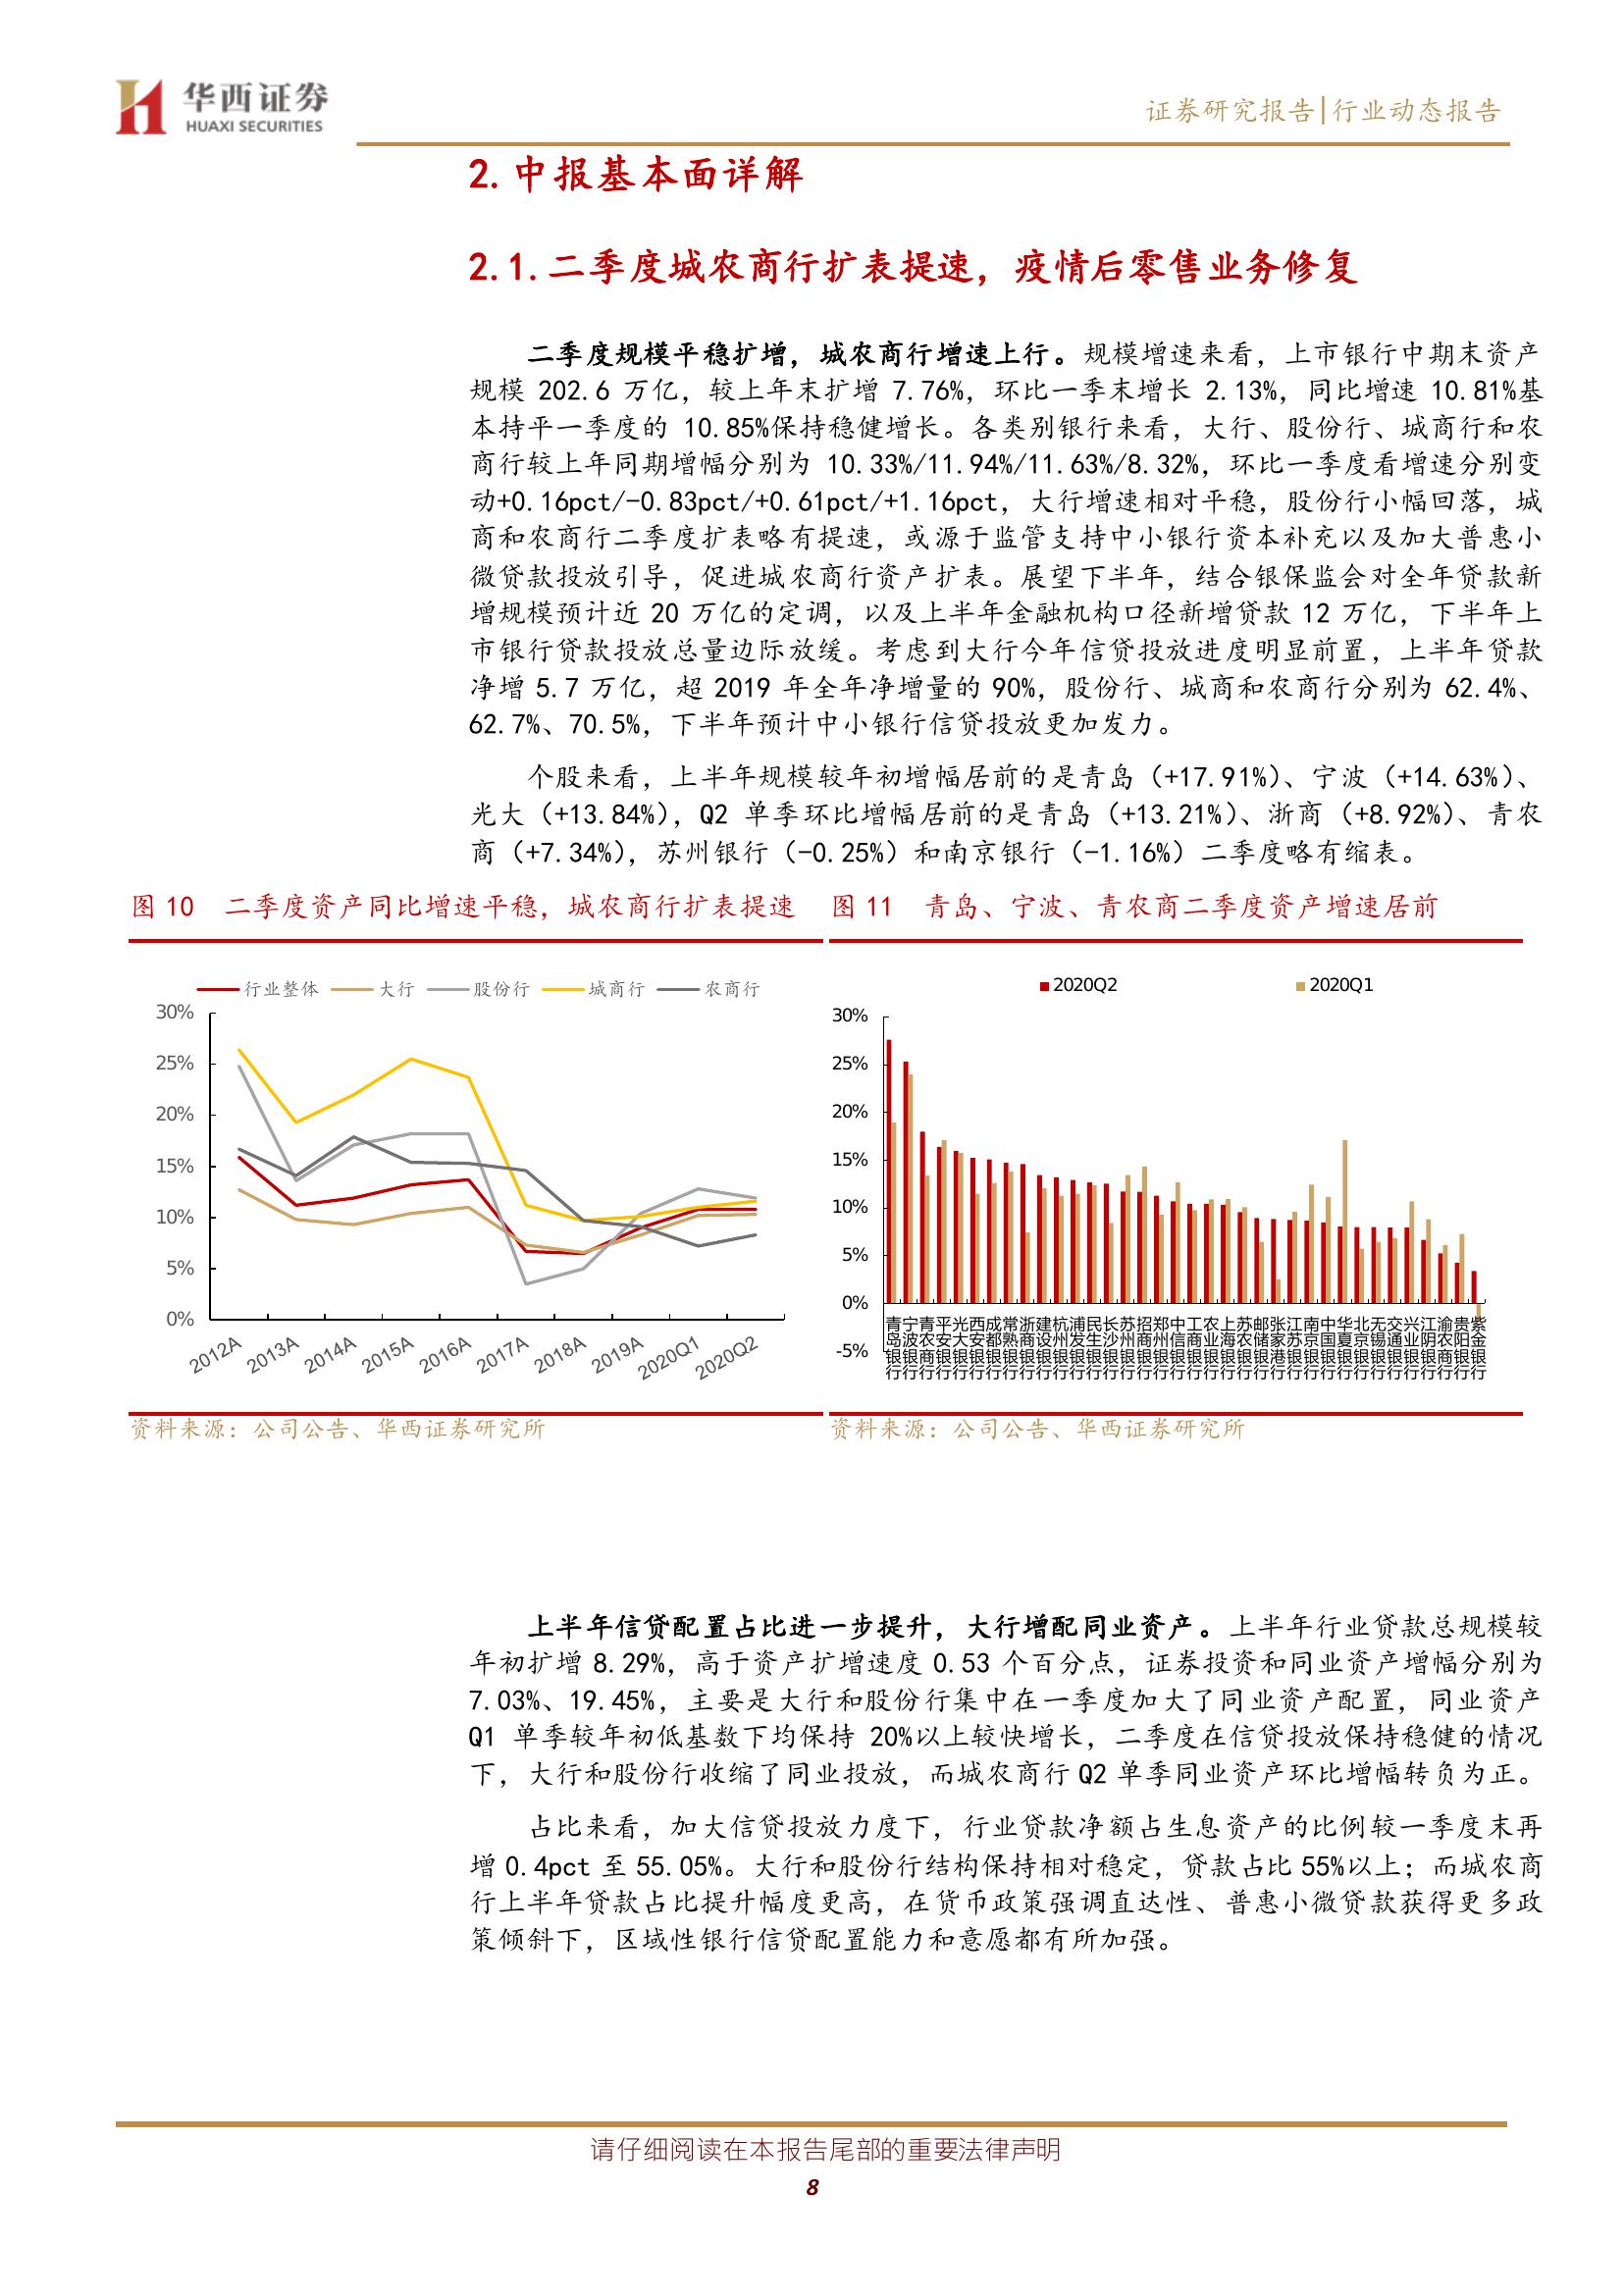 华西证券
HUAXI SECURITIES
证券研究报告|行业动态报告
2.中报基本面详解
2.1.二季度城农商行扩表提速，疫情后零售业务修复
二季度规模平稳扩增，城农商行增速上行。规模增速来看，上市银行中期末资产
规模 202.6 万亿，较上年末扩增 7.76%，环比一季末增长 2.13%，同比增速 10.81%基
本持平一季度的 10.85%保持稳健增长。各类别银行来看，大行、股份行、城商行和农
商行较上年同期增幅分别为 10.33%/11.94%/11.63%/8.32%，环比一季度看增速分别变
动+0.16pct/-0.83pct/+0.61pct/+1.16pct，大行增速相对平稳，股份行小幅回落，城
商和农商行二季度扩表略有提速，或源于监管支持中小银行资本补充以及加大普惠小
微贷款投放引导，促进城农商行资产扩表。展望下半年，结合银保监会对全年贷款新
增规模预计近 20 万亿的定调，以及上半年金融机构口径新增贷款 12 万亿，下半年上
市银行贷款投放总量边际放缓。考虑到大行今年信贷投放进度明显前置，上半年贷款
净增 5.7 万亿，超 2019 年全年净增量的 90%，股份行、城商和农商行分别为 62.4%、
62.7%、70.5%，下半年预计中小银行信贷投放更加发力。
个股来看，上半年规模较年初增幅居前的是青岛（+17.91%）、宁波（+14.63%）、
光大（+13.84%），Q2 单季环比增幅居前的是青岛（+13.21%）、浙商（+8.92%）、青农
商（+7.34%），苏州银行（-0.25%）和南京银行（-1.16%）二季度略有缩表。
图 10 二季度资产同比增速平稳，城农商行扩表提速
行业整体 大行 股份行 城商行 农商行
30%
25%
20%
15%
10%
5%
0%
2012A 2013A 2014A 2015A 2016A 2017A 2018A 2019A 2020Q1 2020Q2
资料来源：公司公告、华西证券研究所
图 11 青岛、宁波、青农商二季度资产增速居前
2020Q2 2020Q1
30%
25%
20%
15%
10%
5%
0%
-5%
青岛银行 宁波银行 青农商行 平安银行 光大银行 西安银行 成都银行 常熟银行 浙商银行 建设银行 杭州银行 浦发银行 民生银行 长沙银行 苏州银行 招商银行 郑州银行 中信银行 工商银行 农业银行 上海银行 苏农银行 邮储银行 张家港行 江苏银行 南京银行 中国银行 华夏银行 北京银行 无锡银行 交通银行 兴业银行 江阴银行 渝农商行 贵阳银行 紫金银行
资料来源：公司公告、华西证券研究所
上半年信贷配置占比进一步提升，大行增配同业资产。上半年行业贷款总规模较
年初扩增 8.29%，高于资产扩增速度 0.53 个百分点，证券投资和同业资产增幅分别为
7.03%、19.45%，主要是大行和股份行集中在一季度加大了同业资产配置，同业资产
Q1 单季较年初低基数下均保持 20%以上较快增长，二季度在信贷投放保持稳健的情况
下，大行和股份行收缩了同业投放，而城农商行 Q2 单季同业资产环比增幅转负为正。
占比来看，加大信贷投放力度下，行业贷款净额占生息资产的比例较一季度末再
增 0.4pct 至 55.05%。大行和股份行结构保持相对稳定，贷款占比 55%以上；而城农商
行上半年贷款占比提升幅度更高，在货币政策强调直达性、普惠小微贷款获得更多政
策倾斜下，区域性银行信贷配置能力和意愿都有所加强。
请仔细阅读在本报告尾部的重要法律声明
8